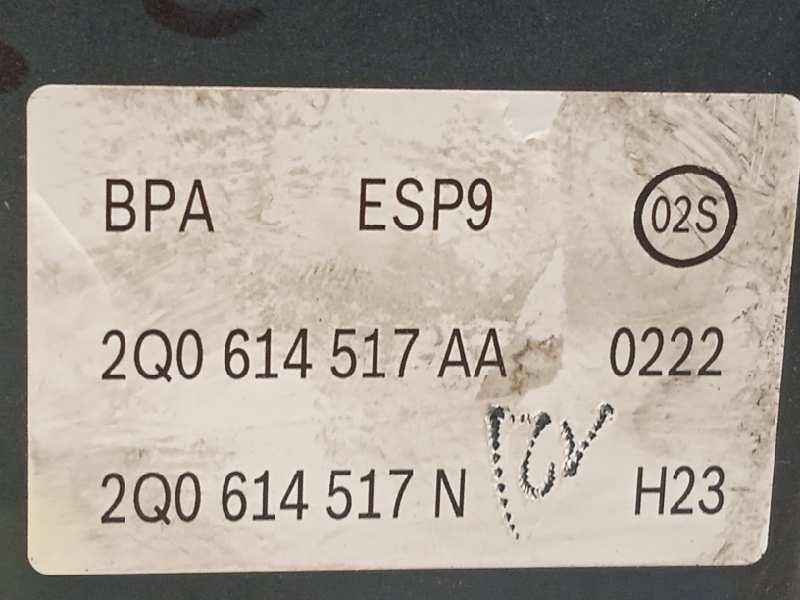 BPA ESP9 02S
2Q0 614 517 AA 0222
2Q0 614 517 N H23